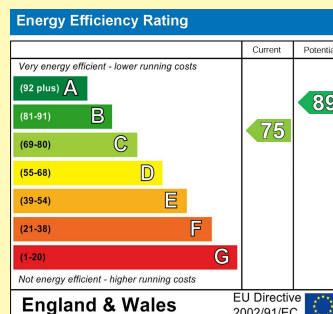 Energy Efficiency Rating
Current Potentia
Very energy efficient - lower running costs
(92 plus) A
(81-91) B
(69-80) C
(55-68) D
(39-54) E
(21-38) F
(1-20) G
75
89
Not energy efficient - higher running costs
England & Wales
EU Directive
2002/91/EC